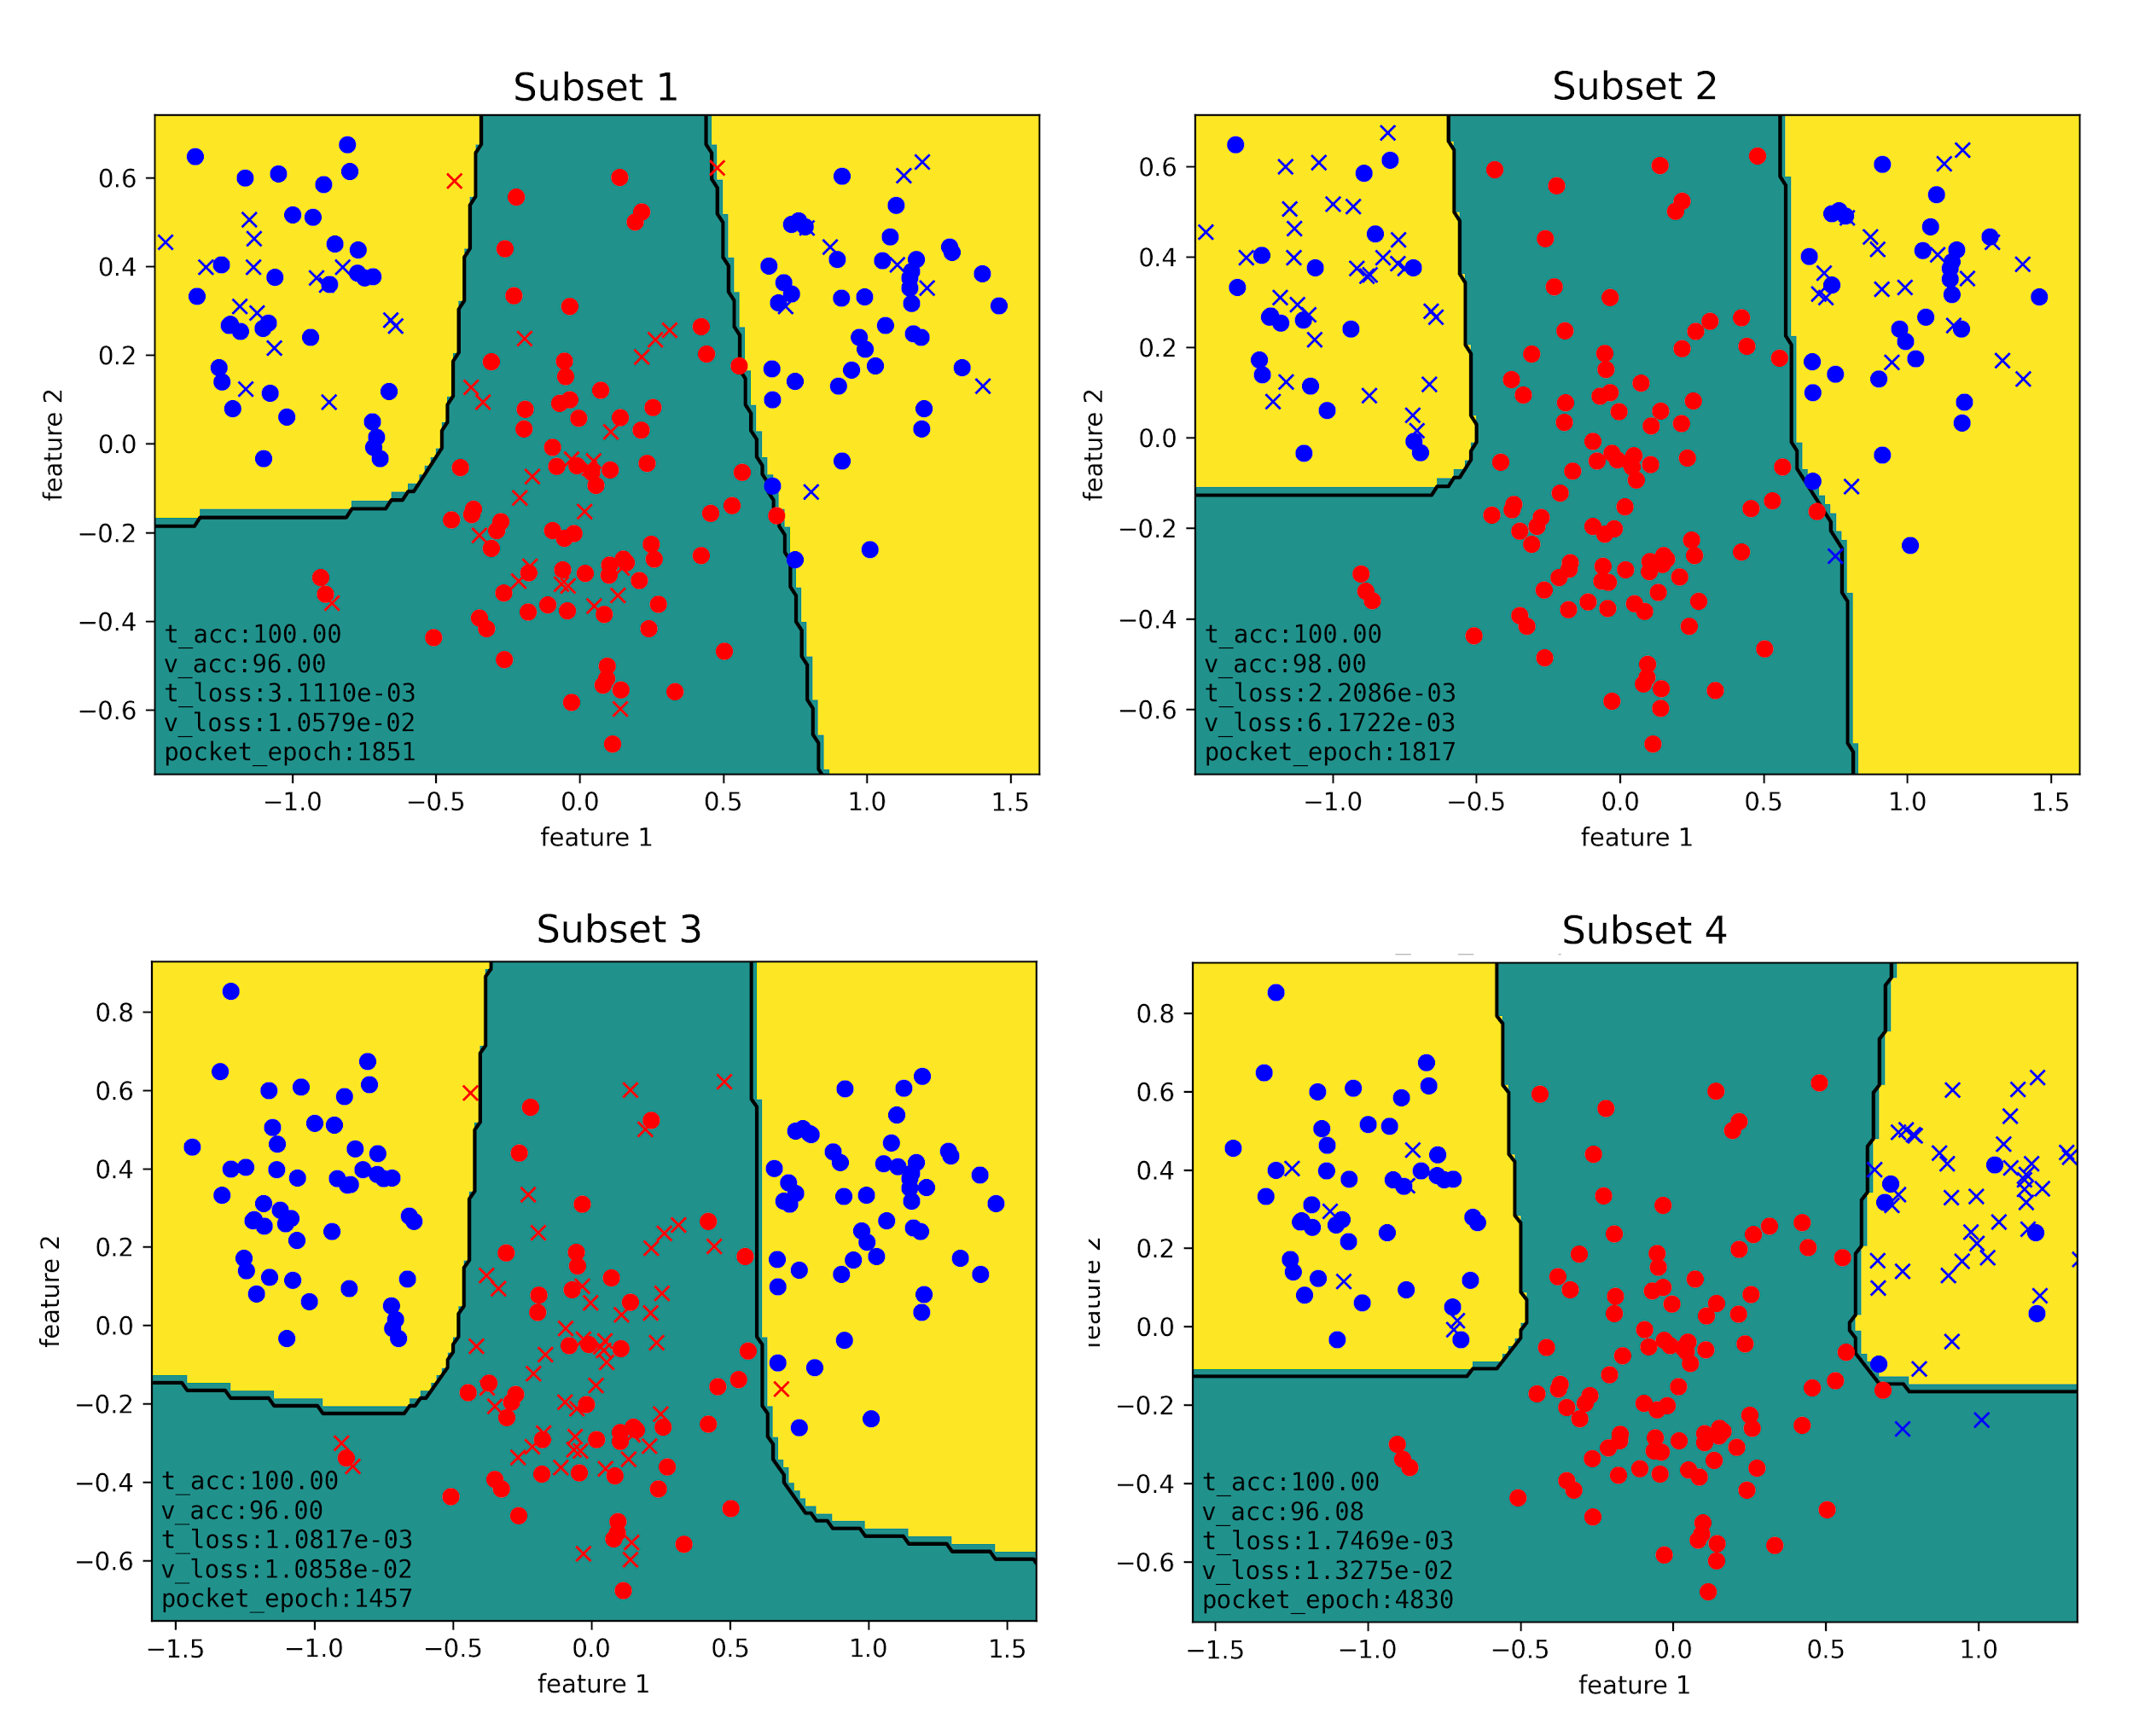 Subset 1
feature 2
0.6
0.4
0.2
0.0
−0.2
−0.4
−0.6
t_acc:100.00
v_acc:96.00
t_loss:3.1110e-03
v_loss:1.0579e-02
pocket_epoch:1851
−1.0 −0.5 0.0 0.5 1.0 1.5
feature 1
Subset 2
feature 2
0.6
0.4
0.2
0.0
−0.2
−0.4
−0.6
t_acc:100.00
v_acc:98.00
t_loss:2.2086e-03
v_loss:6.1722e-03
pocket_epoch:1817
−1.0 −0.5 0.0 0.5 1.0 1.5
feature 1
Subset 3
feature 2
0.8
0.6
0.4
0.2
0.0
−0.2
−0.4
−0.6
t_acc:100.00
v_acc:96.00
t_loss:1.0817e-03
v_loss:1.0858e-02
pocket_epoch:1457
−1.5 −1.0 −0.5 0.0 0.5 1.0 1.5
feature 1
Subset 4
feature 2
0.8
0.6
0.4
0.2
0.0
−0.2
−0.4
−0.6
t_acc:100.00
v_acc:96.08
t_loss:1.7469e-03
v_loss:1.3275e-02
pocket_epoch:4830
−1.5 −1.0 −0.5 0.0 0.5 1.0
feature 1